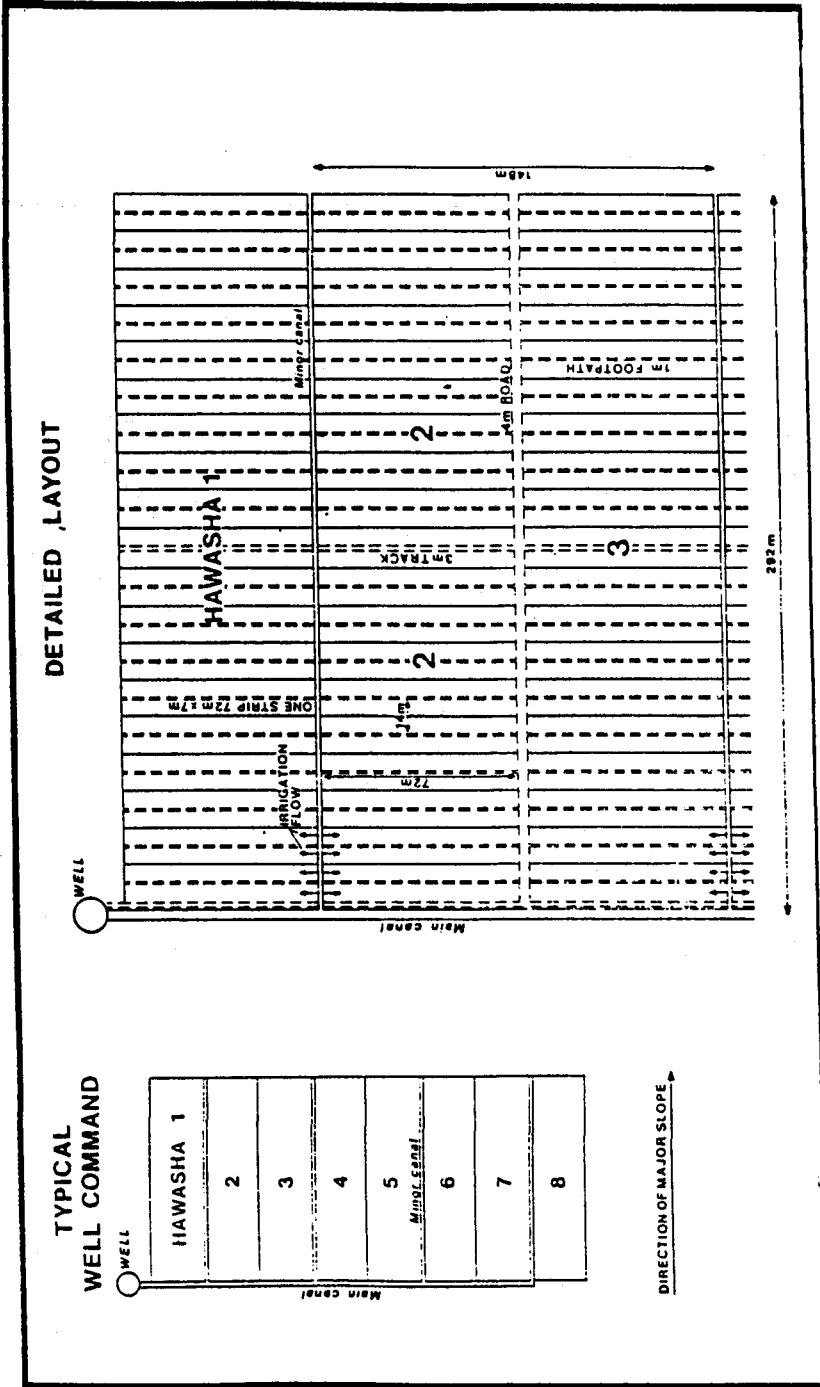 TYPICAL
WELL COMMAND
WELL
HAWASHA 1
2
3
4
5
Minor canal
6
7
8
Main canal
DIRECTION OF MAJOR SLOPE
DETAILED ,LAYOUT
WELL
HAWASHA 1
IRRIGATION
FLOW
ONE STRIP 72m x 7m
Minor canal
14m
2
2
3m TRACK
72m
4m ROAD
3
1m FOOTPATH
148m
Main canal
292m